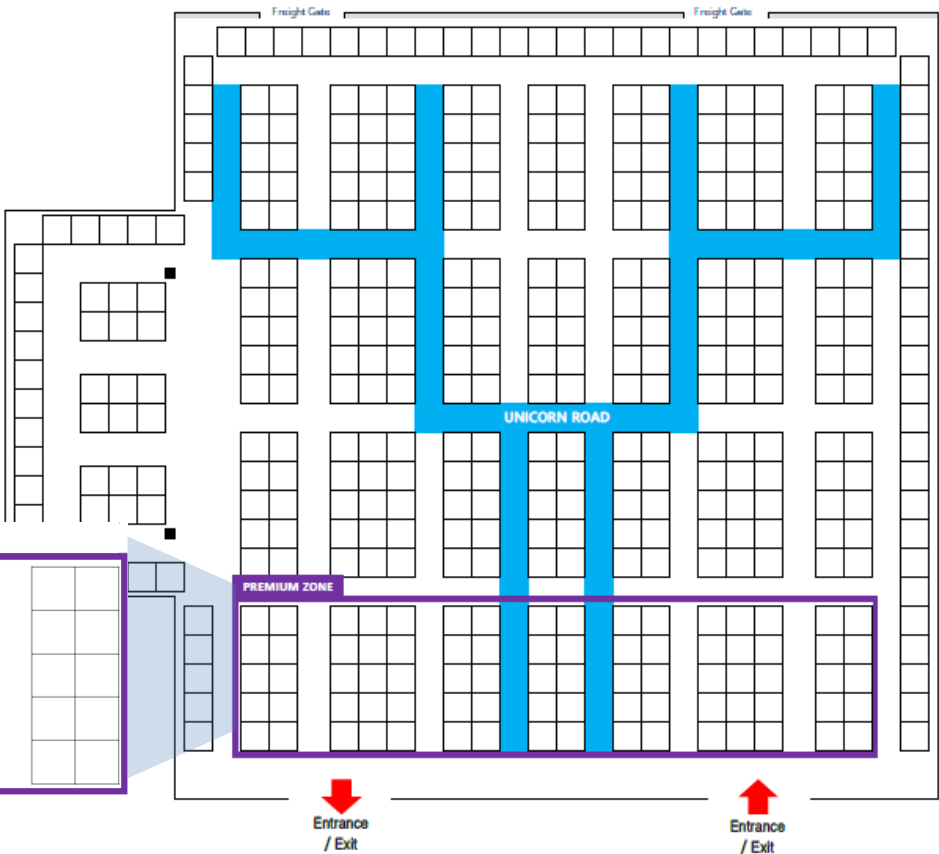 Freight Gate
Freight Gate
UNICORN ROAD
PREMIUM ZONE
Entrance
/ Exit
Entrance
/ Exit